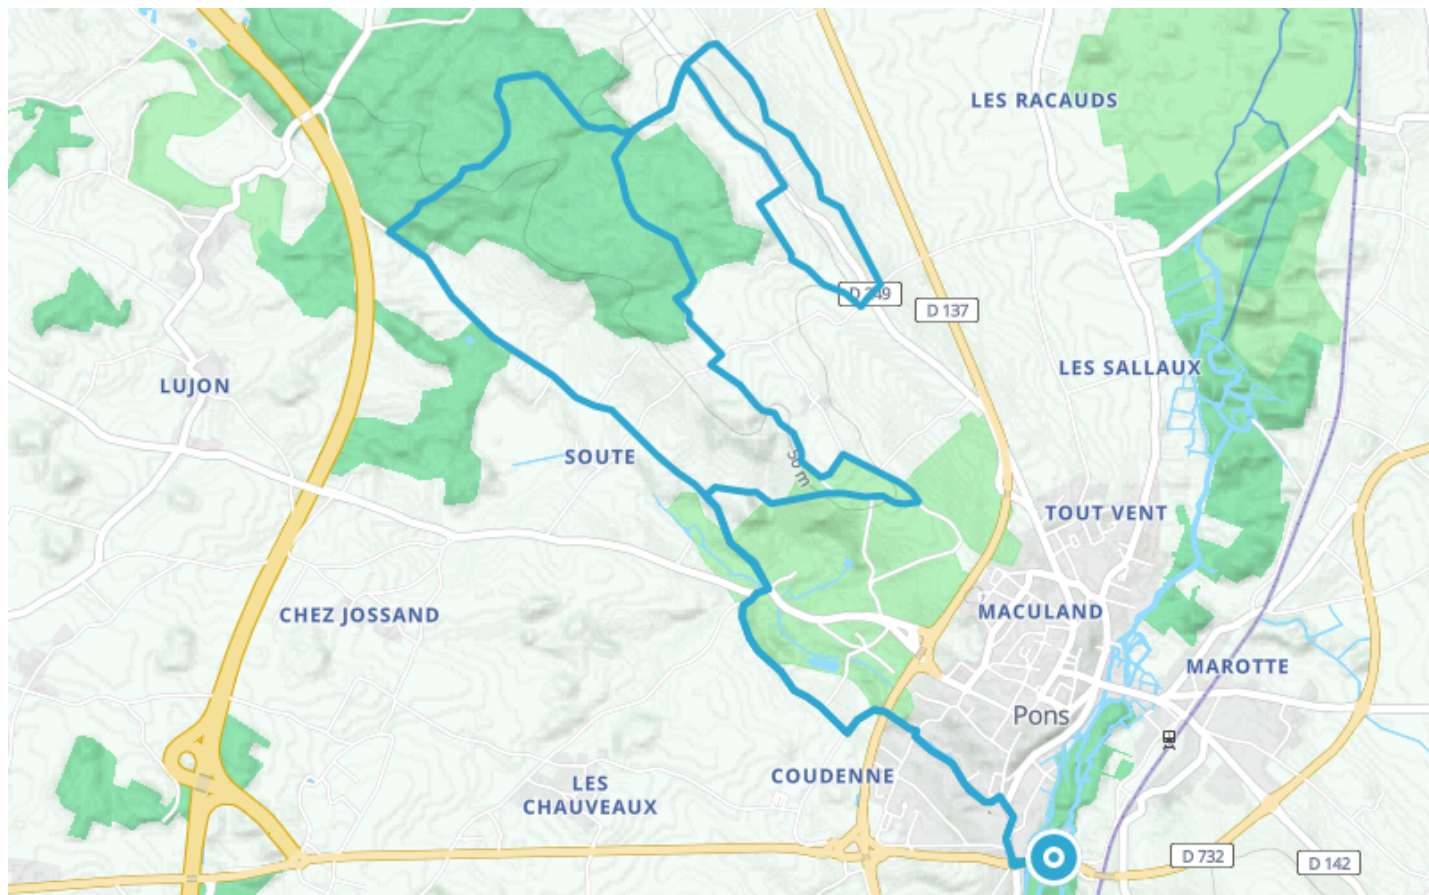 LES RACAUDS
D 137
LES SALLAUX
LUJON
SOUTE
50 m
TOUT VENT
CHEZ JOSSAND
MACULAND
MAROTTE
Pons
COUDENNE
LES
CHAUVEAUX
D 732
D 142